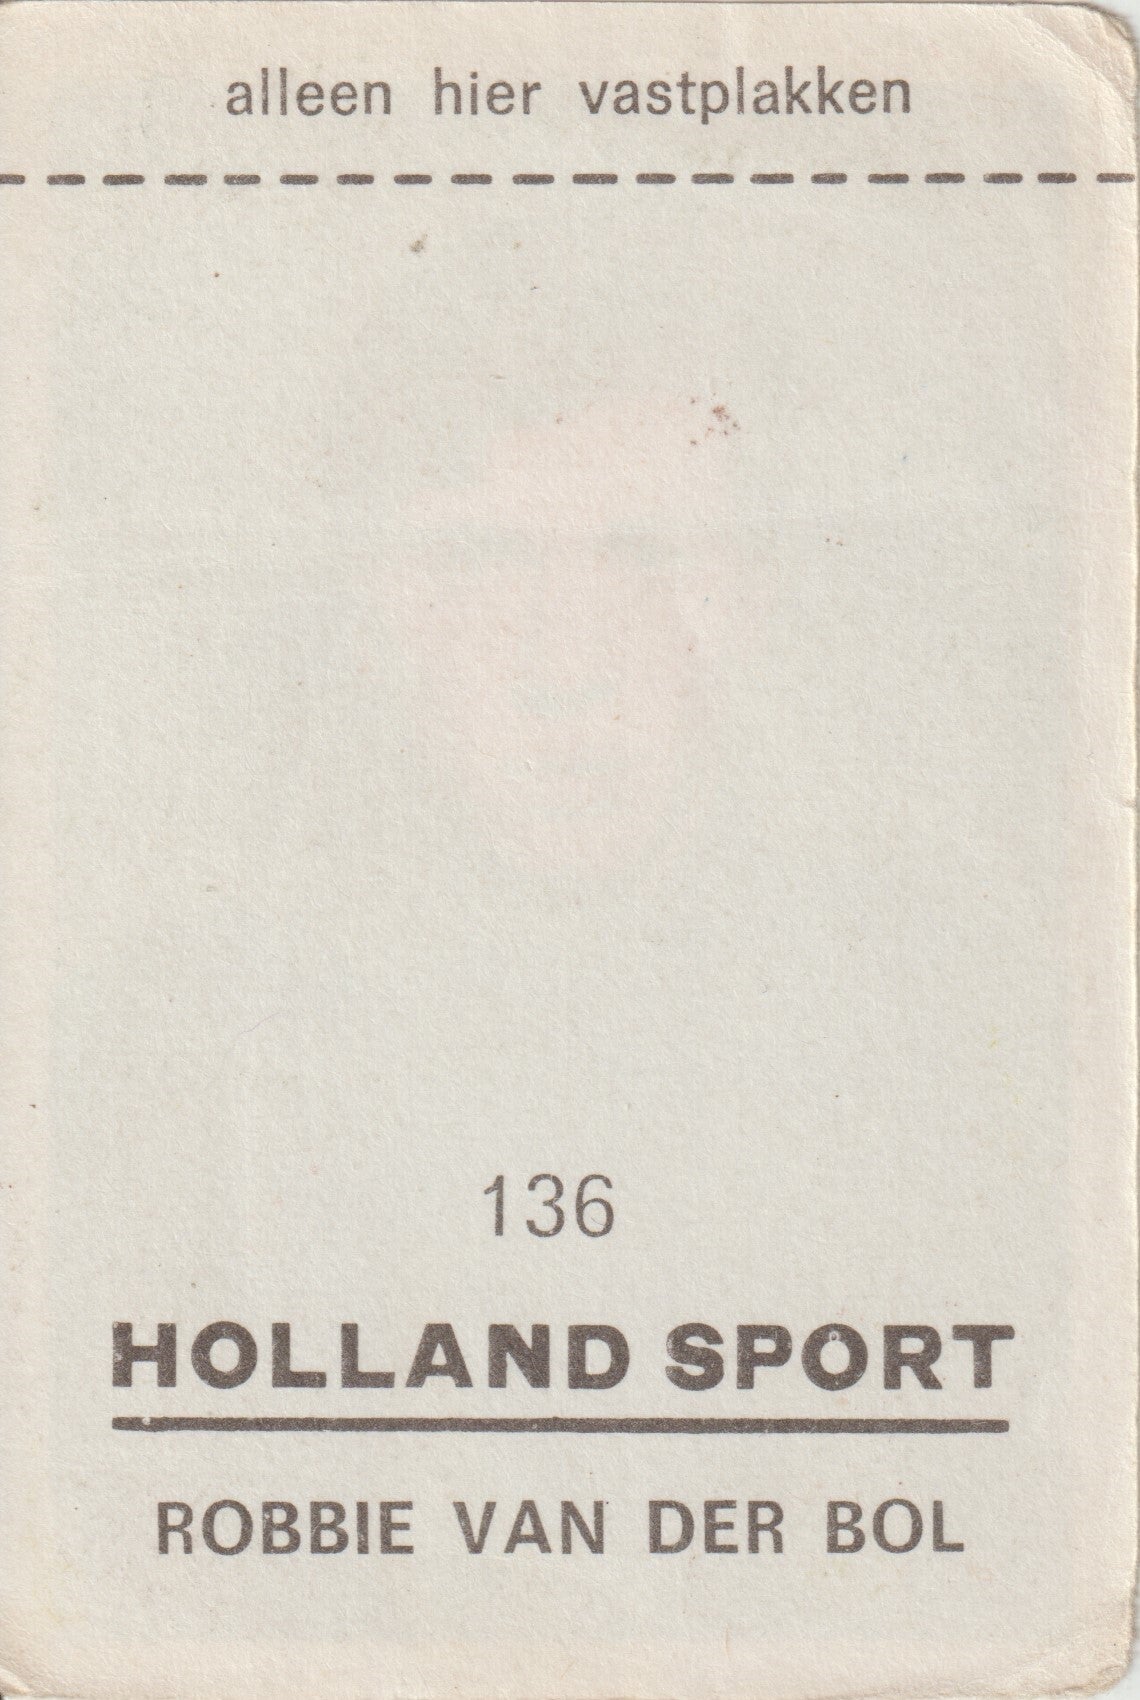 alleen hier vastplakken
136
HOLLAND SPORT
ROBBIE VAN DER BOL